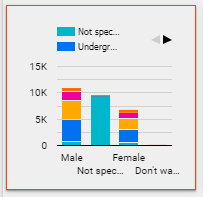 Not spec...
Undergr...
15K
10K
5K
0
Male Female
Not spec... Don't wa...